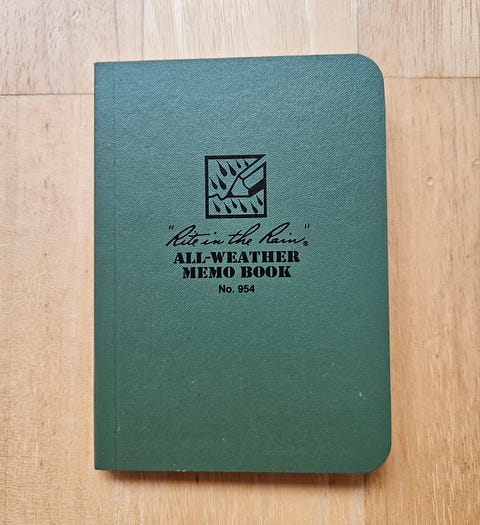 "Rite in the Rain"®
ALL-WEATHER
MEMO BOOK
No. 954